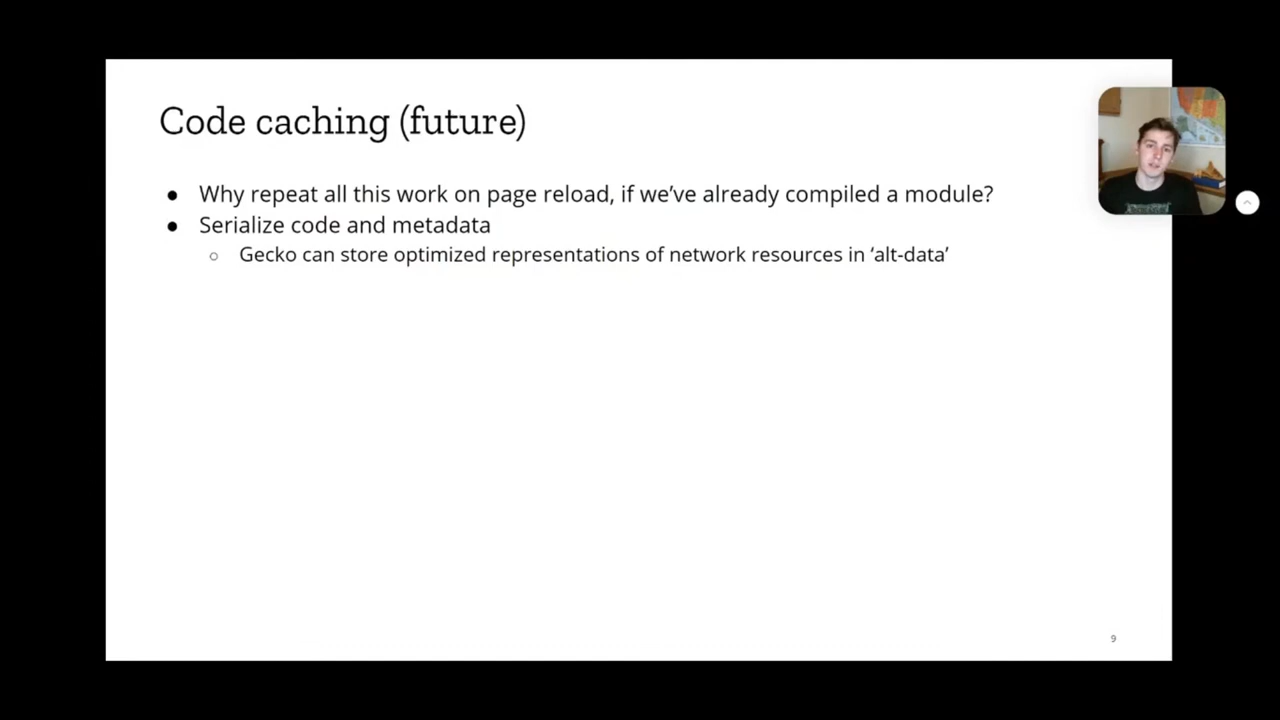 Code caching (future)
● Why repeat all this work on page reload, if we’ve already compiled a module?
● Serialize code and metadata
○ Gecko can store optimized representations of network resources in ‘alt-data’
9